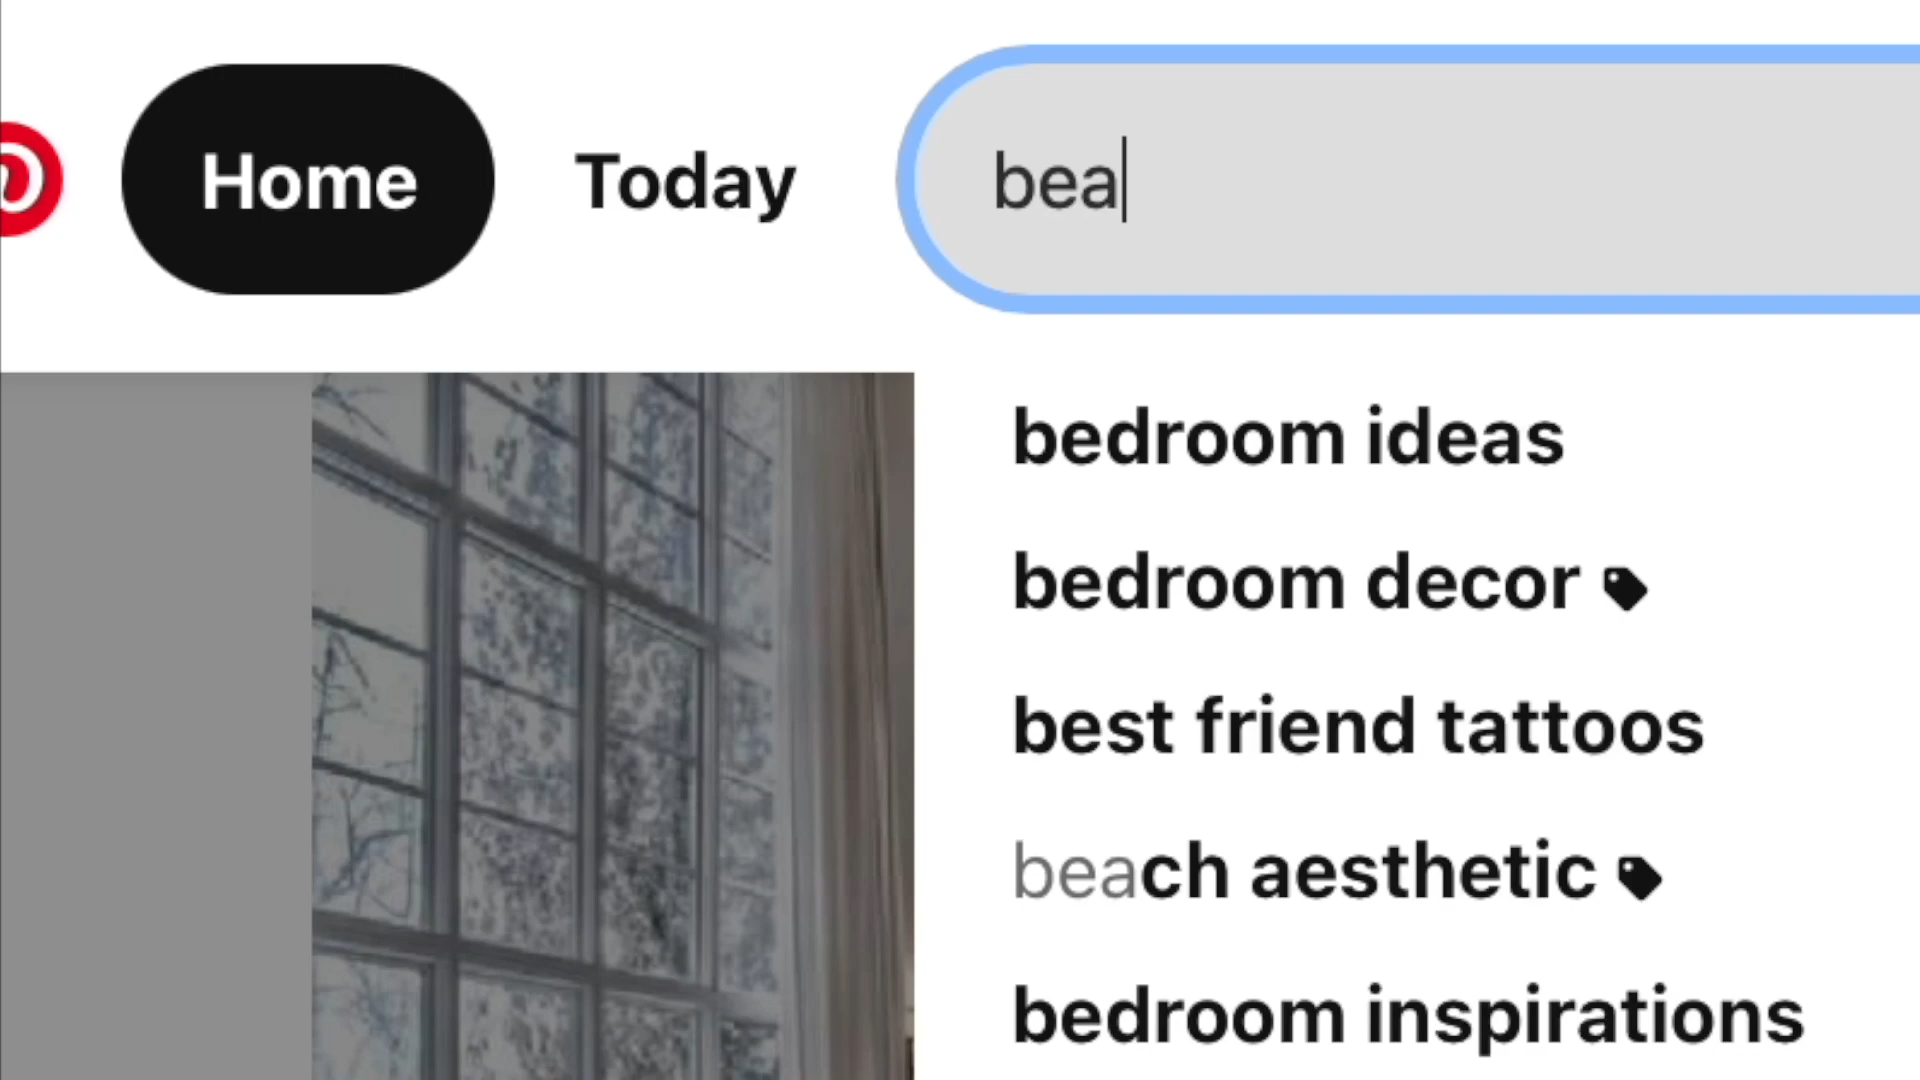 Home Today bea
bedroom ideas
bedroom decor
best friend tattoos
beach aesthetic
bedroom inspirations